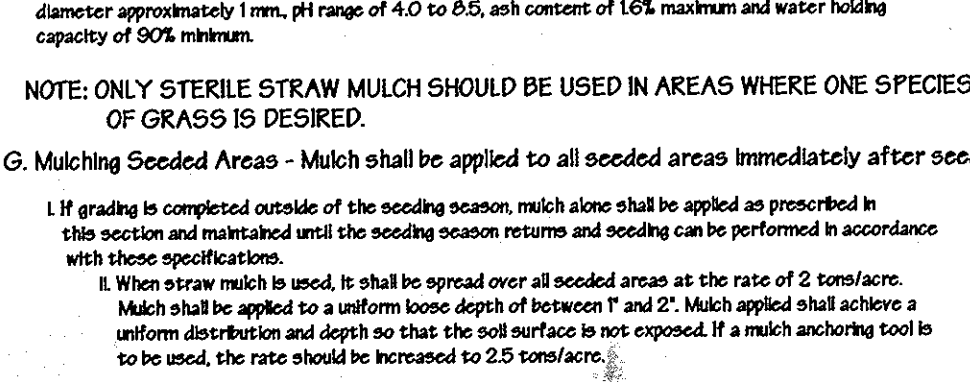 diameter approximately 1 mm., pH range of 4.0 to 8.5, ash content of 1.6% maximum and water holding
capacity of 90% minimum.
NOTE: ONLY STERILE STRAW MULCH SHOULD BE USED IN AREAS WHERE ONE SPECIES
OF GRASS IS DESIRED.
G. Mulching Seeded Areas - Mulch shall be applied to all seeded areas immediately after see
I. If grading is completed outside of the seeding season, mulch alone shall be applied as prescribed in
this section and maintained until the seeding season returns and seeding can be performed in accordance
with these specifications.
II. When straw mulch is used, it shall be spread over all seeded areas at the rate of 2 tons/acre.
Mulch shall be applied to a uniform loose depth of between 1" and 2". Mulch applied shall achieve a
uniform distribution and depth so that the soil surface is not exposed. If a mulch anchoring tool is
to be used, the rate should be increased to 2.5 tons/acre.